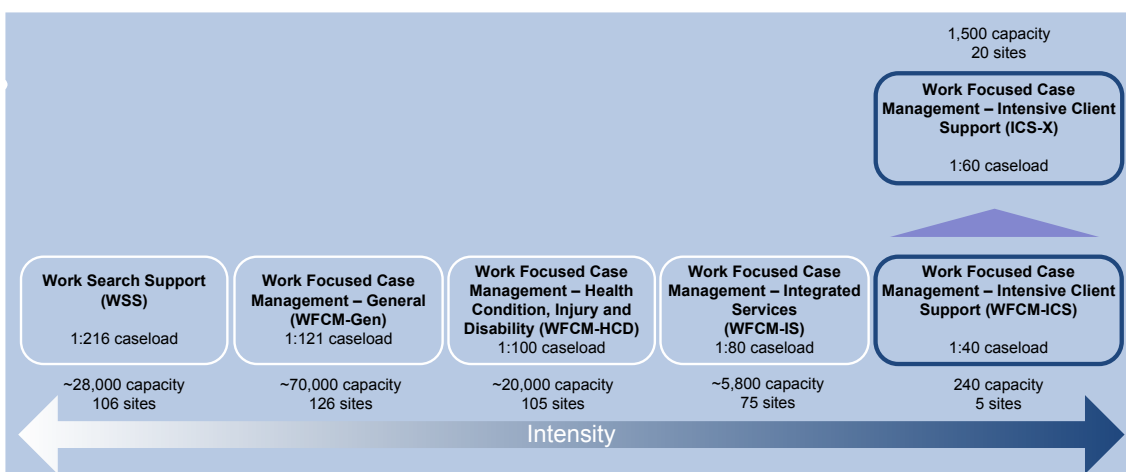 1,500 capacity
20 sites
Work Focused Case
Management – Intensive Client
Support (ICS-X)
1:60 caseload
Work Search Support
(WSS)
1:216 caseload
~28,000 capacity
106 sites
Work Focused Case
Management – General
(WFCM-Gen)
1:121 caseload
~70,000 capacity
126 sites
Work Focused Case
Management – Health
Condition, Injury and
Disability (WFCM-HCD)
1:100 caseload
~20,000 capacity
105 sites
Work Focused Case
Management – Integrated
Services
(WFCM-IS)
1:80 caseload
~5,800 capacity
75 sites
Work Focused Case
Management – Intensive Client
Support (WFCM-ICS)
1:40 caseload
240 capacity
5 sites
Intensity